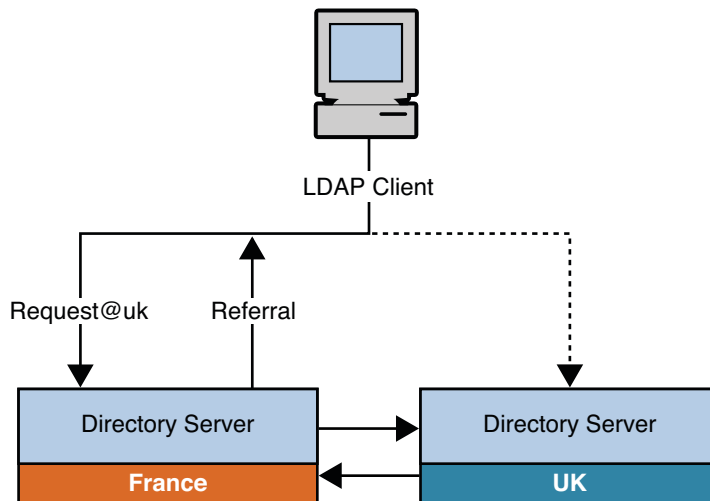 LDAP Client
Request@uk
Referral
Directory Server
France
Directory Server
UK